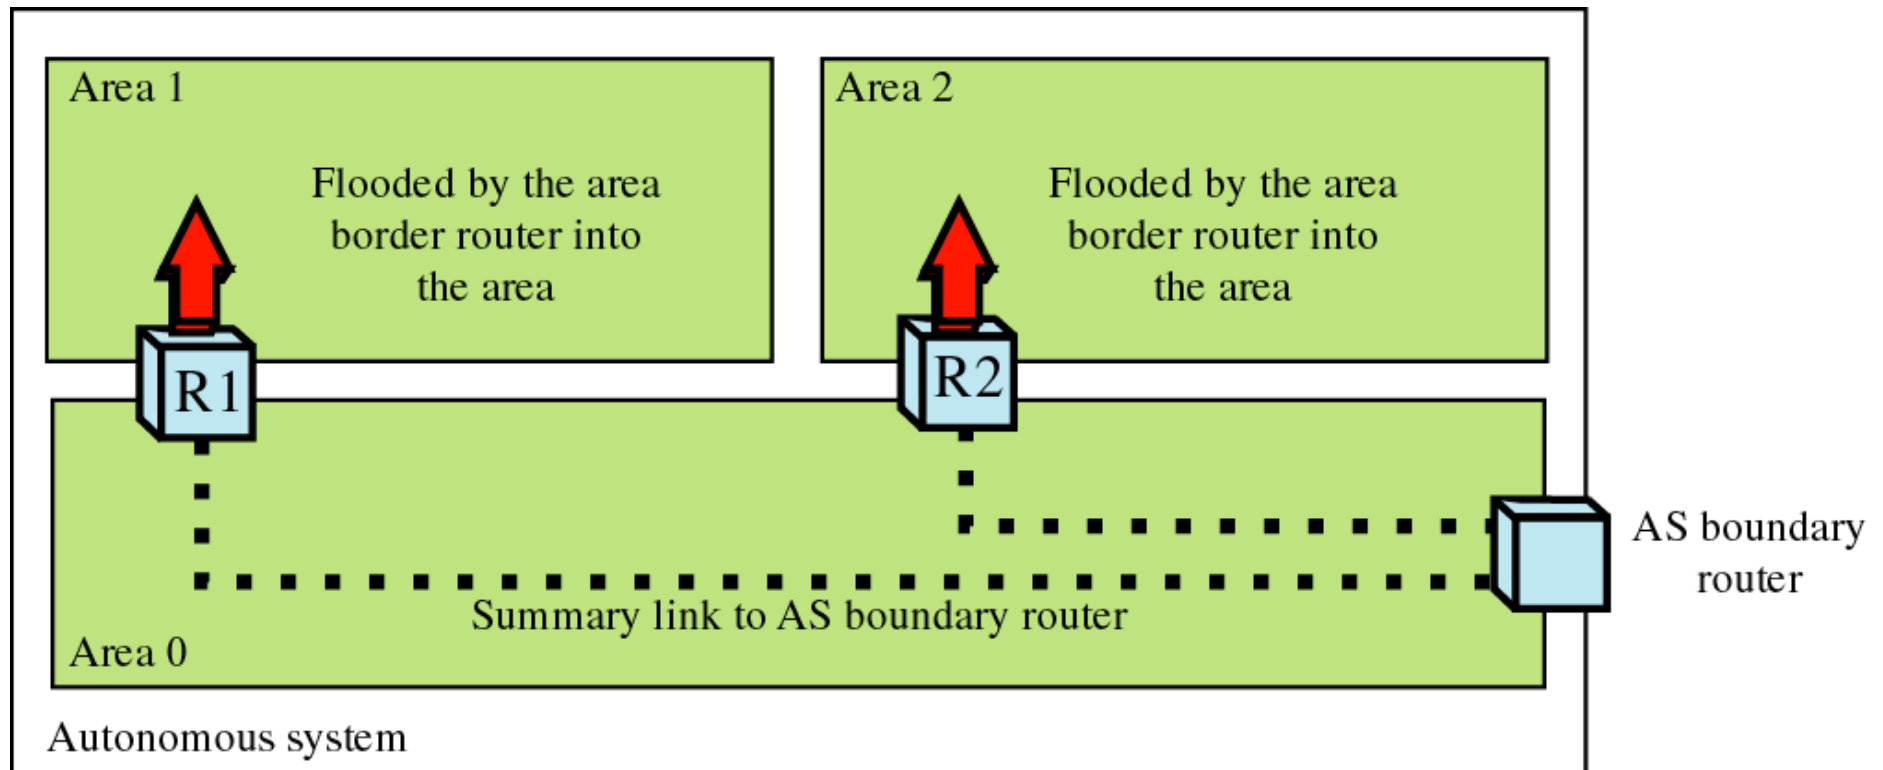 Area 1
Flooded by the area
border router into
the area
Area 2
Flooded by the area
border router into
the area
R1
R2
AS boundary
router
Summary link to AS boundary router
Area 0
Autonomous system